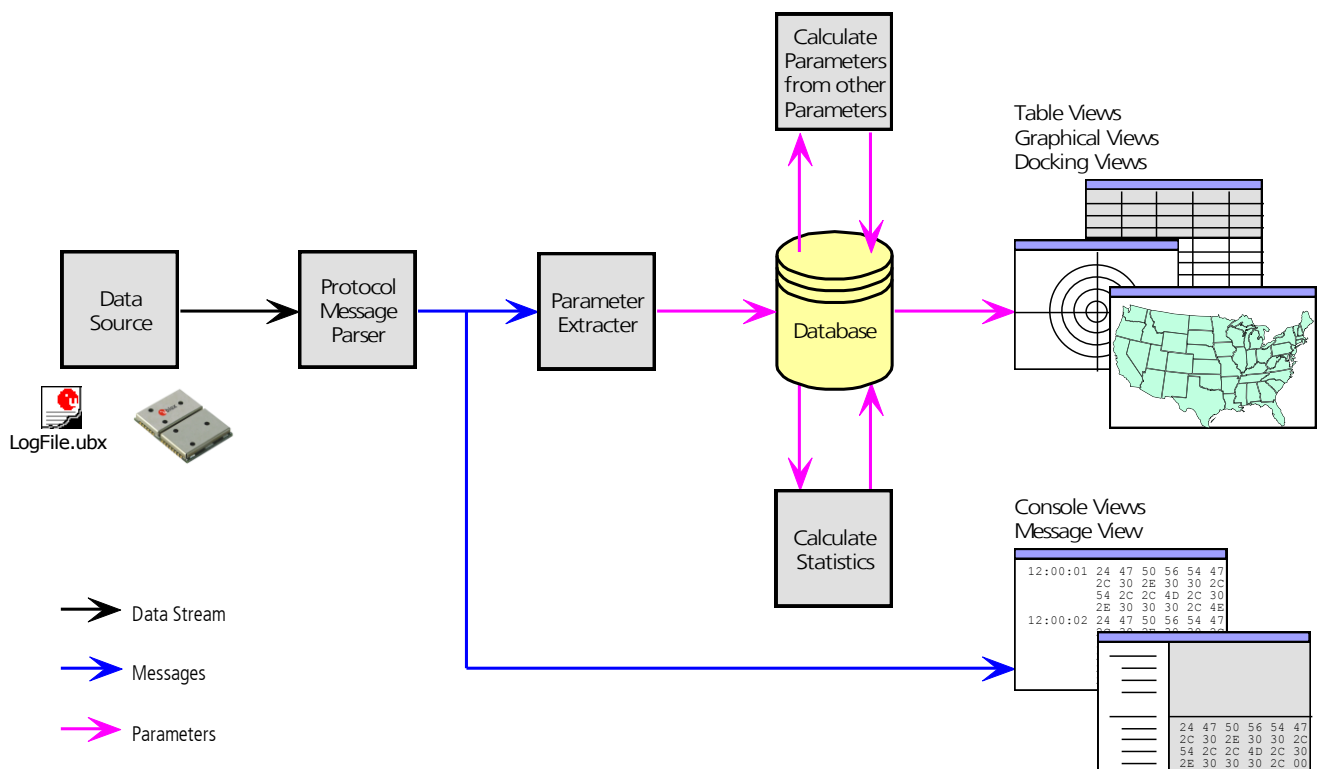 Calculate
Parameters
from other
Parameters
Table Views
Graphical Views
Docking Views
Data
Source
Protocol
Message
Parser
Parameter
Extracter
Database
LogFile.ubx
Calculate
Statistics
Console Views
Message View
12:00:01 24 47 50 56 54 47
2C 30 2E 30 30 2C
54 2C 2C 4D 2C 30
2E 30 30 30 2C 4E
12:00:02 24 47 50 56 54 47
Data Stream
Messages
Parameters
24 47 50 56 54 47
2C 30 2E 30 30 2C
54 2C 2C 4D 2C 30
2E 30 30 30 2C 00